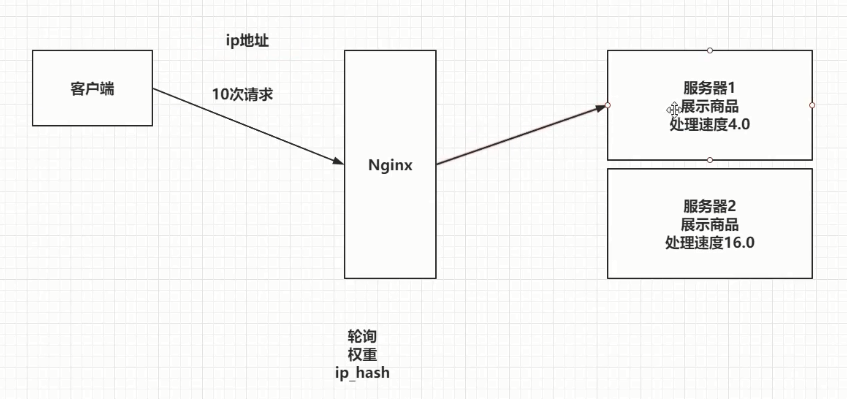 ip地址
客户端
10次请求
Nginx
服务器1
展示商品
处理速度4.0
服务器2
展示商品
处理速度16.0
轮询
权重
ip_hash